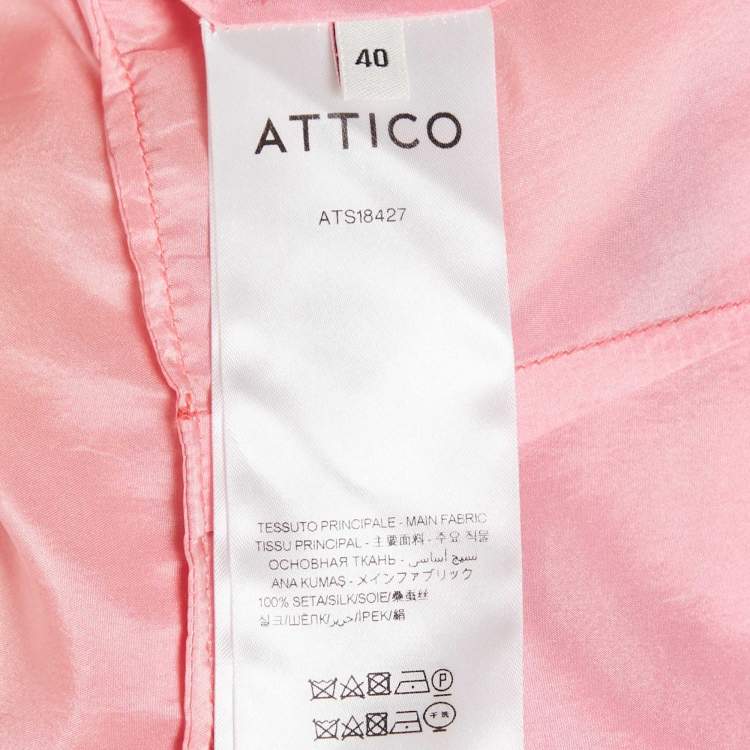 40
ATTICO
ATS18427
TESSUTO PRINCIPALE - MAIN FABRIC
TISSU PRINCIPAL - 主要面料 - 주요 직물
ОСНОВНАЯ ТКАНЬ - نسيج أساسي
ANA KUMAŞ - メインファブリック
100% SETA/SILK/SOIE/桑蚕丝
실크/ШЁЛК/حرير/İPEK/絹
P
干洗